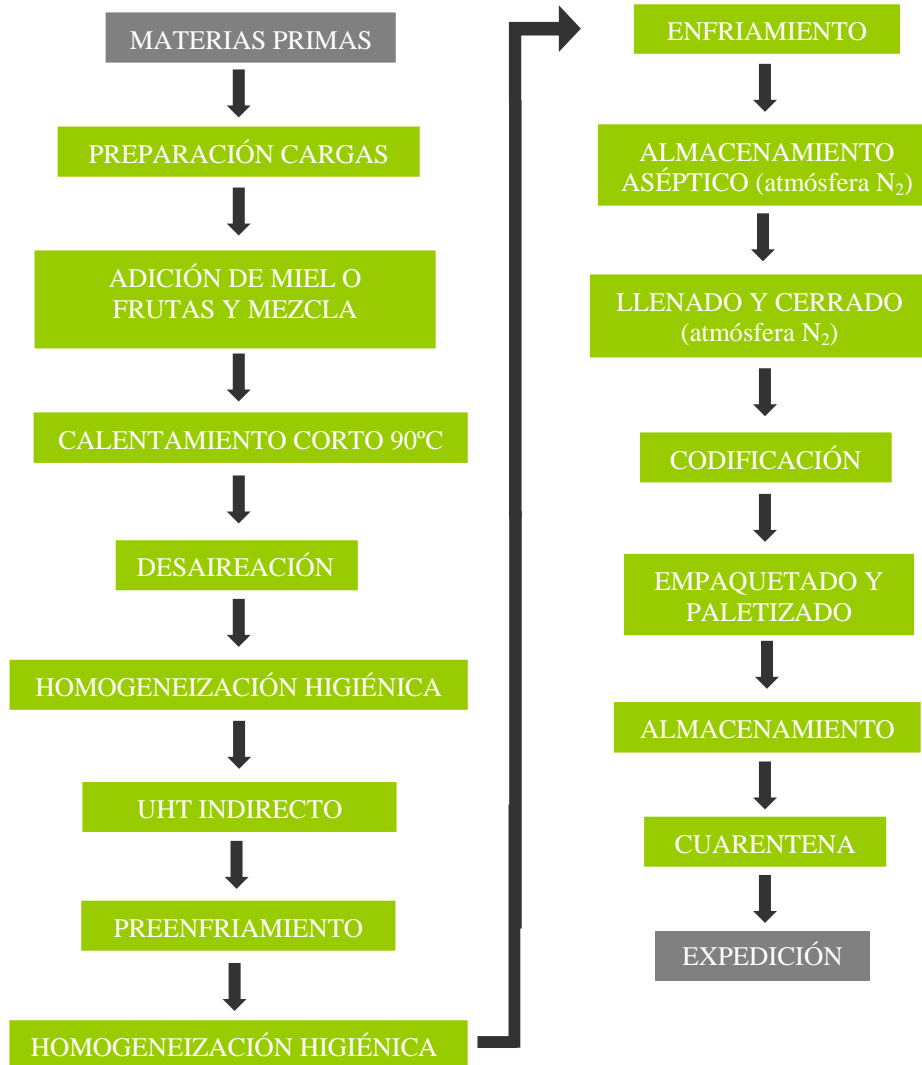 MATERIAS PRIMAS
PREPARACIÓN CARGAS
ADICIÓN DE MIEL O
FRUTAS Y MEZCLA
CALENTAMIENTO CORTO 90ºC
DESAIREACIÓN
HOMOGENEIZACIÓN HIGIÉNICA
UHT INDIRECTO
PREENFRIAMIENTO
HOMOGENEIZACIÓN HIGIÉNICA
ENFRIAMIENTO
ALMACENAMIENTO
ASÉPTICO (atmósfera N₂)
LLENADO Y CERRADO
(atmósfera N₂)
CODIFICACIÓN
EMPAQUETADO Y
PALETIZADO
ALMACENAMIENTO
CUARENTENA
EXPEDICIÓN